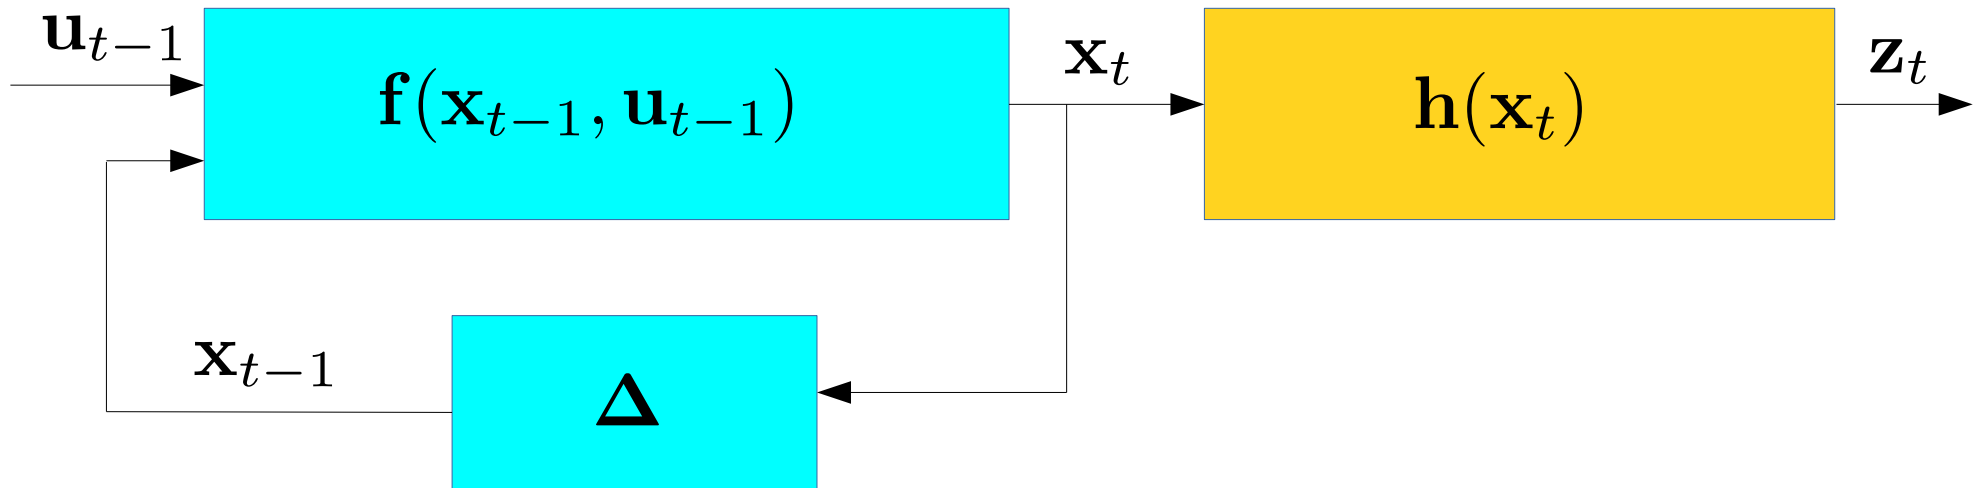 u_{t−1}
f(x_{t−1}, u_{t−1})
x_t
h(x_t)
z_t
x_{t−1}
Δ